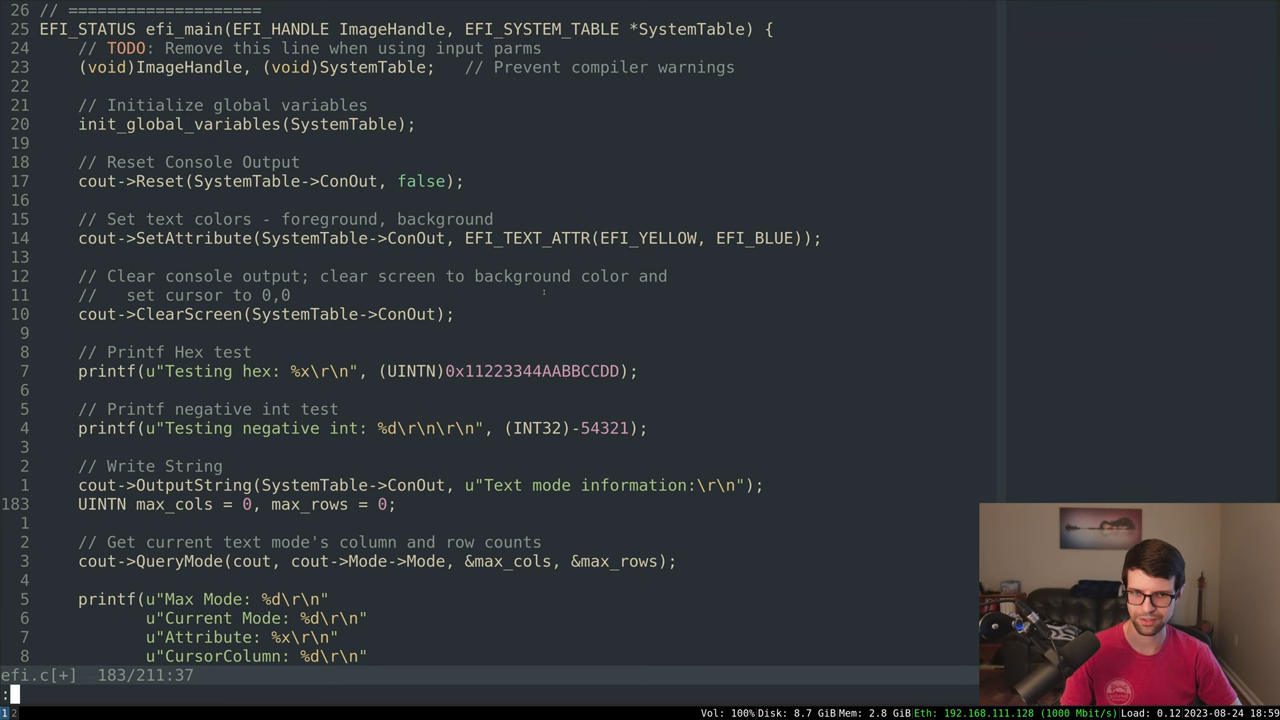 26 // ====================
25 EFI_STATUS efi_main(EFI_HANDLE ImageHandle, EFI_SYSTEM_TABLE *SystemTable) {
24     // TODO: Remove this line when using input parms
23     (void)ImageHandle, (void)SystemTable;   // Prevent compiler warnings
22
21     // Initialize global variables
20     init_global_variables(SystemTable);
19
18     // Reset Console Output
17     cout->Reset(SystemTable->ConOut, false);
16
15     // Set text colors - foreground, background
14     cout->SetAttribute(SystemTable->ConOut, EFI_TEXT_ATTR(EFI_YELLOW, EFI_BLUE));
13
12     // Clear console output; clear screen to background color and
11     //   set cursor to 0,0
10     cout->ClearScreen(SystemTable->ConOut);
9
8     // Printf Hex test
7     printf(u"Testing hex: %x\r\n", (UINTN)0x11223344AABBCCDD);
6
5     // Printf negative int test
4     printf(u"Testing negative int: %d\r\n\r\n", (INT32)-54321);
3
2     // Write String
1     cout->OutputString(SystemTable->ConOut, u"Text mode information:\r\n");
183     UINTN max_cols = 0, max_rows = 0;
1
2     // Get current text mode's column and row counts
3     cout->QueryMode(cout, cout->Mode->Mode, &max_cols, &max_rows);
4
5     printf(u"Max Mode: %d\r\n"
6            u"Current Mode: %d\r\n"
7            u"Attribute: %x\r\n"
8            u"CursorColumn: %d\r\n"
efi.c[+]  183/211:37
:
1 2 Vol: 100% Disk: 8.7 GiB Mem: 2.8 GiB Eth: 192.168.111.128 (1000 Mbit/s) Load: 0.12 2023-08-24 18:59